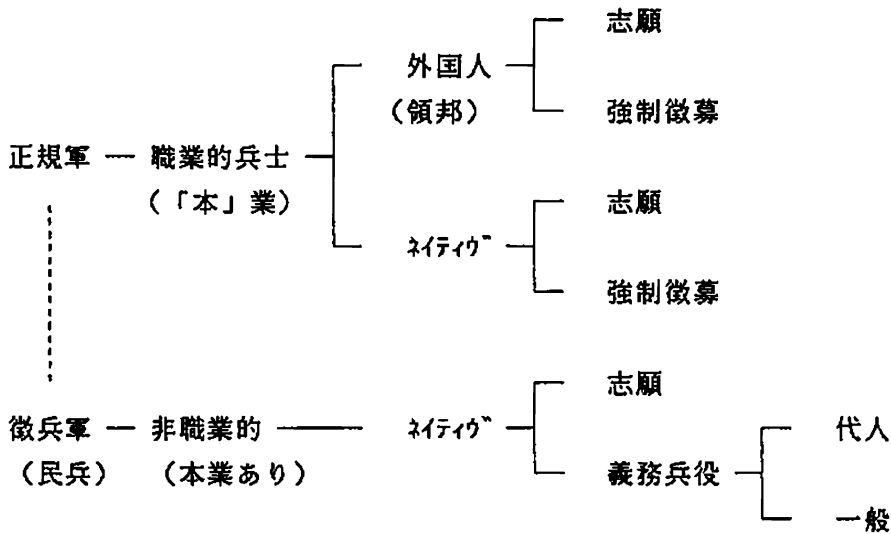 志願
外国人
（領邦）
強制徴募
正規軍 職業的兵士
（「本」業）
志願
ﾈｲﾃｨｳﾞ
強制徴募
志願
徴兵軍 非職業的 ﾈｲﾃｨｳﾞ 代人
（民兵） （本業あり） 義務兵役
一般